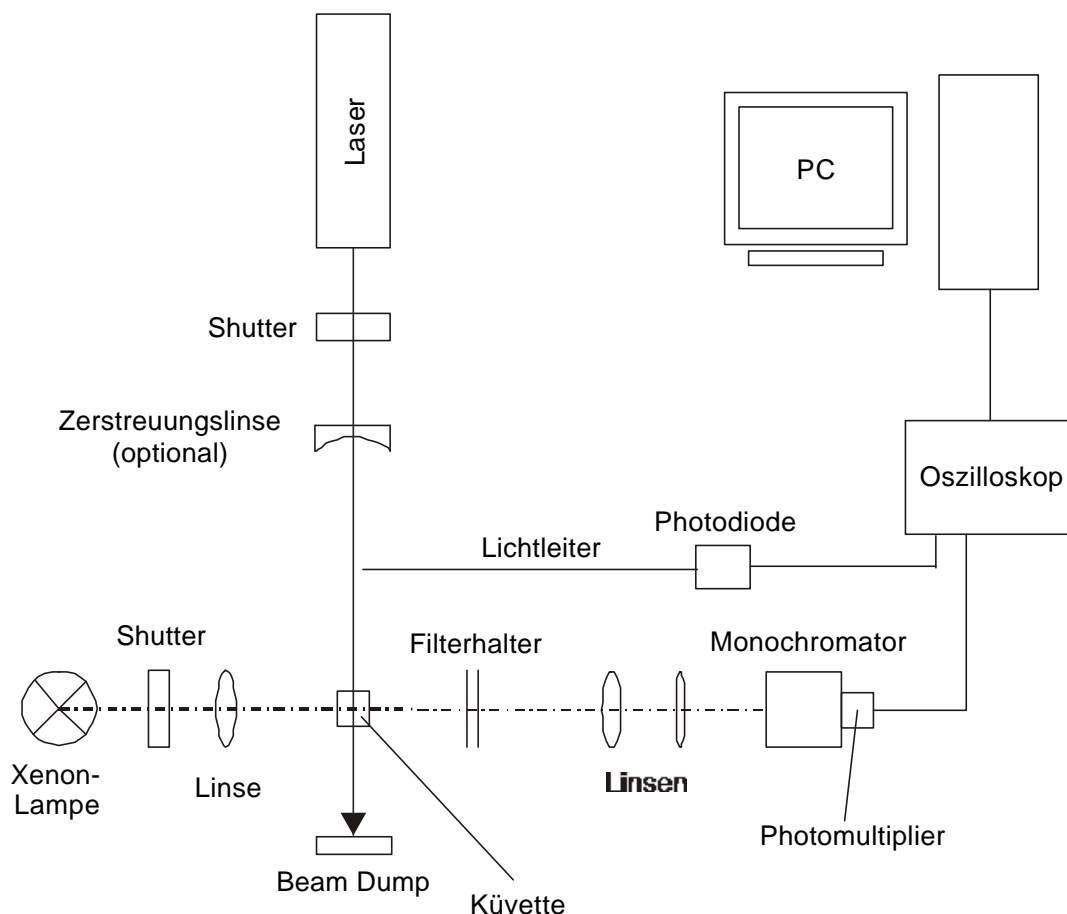 Laser
PC
Shutter
Zerstreuungslinse
(optional)
Oszilloskop
Photodiode
Lichtleiter
Shutter
Filterhalter
Monochromator
Xenon-
Lampe
Linse
Linsen
Photomultiplier
Beam Dump
Küvette